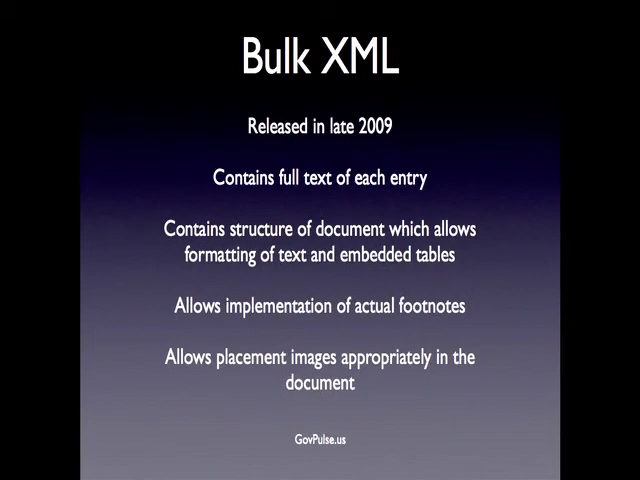 Bulk XML
Released in late 2009
Contains full text of each entry
Contains structure of document which allows
formatting of text and embedded tables
Allows implementation of actual footnotes
Allows placement images appropriately in the
document
GovPulse.us